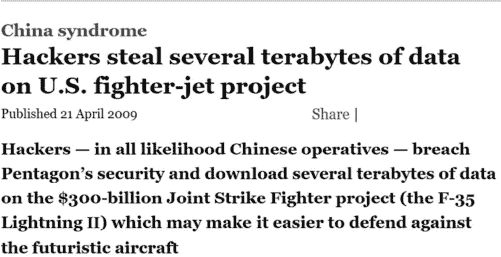 China syndrome
Hackers steal several terabytes of data
on U.S. fighter-jet project
Published 21 April 2009 Share |
Hackers — in all likelihood Chinese operatives — breach
Pentagon’s security and download several terabytes of data
on the $300-billion Joint Strike Fighter project (the F-35
Lightning II) which may make it easier to defend against
the futuristic aircraft